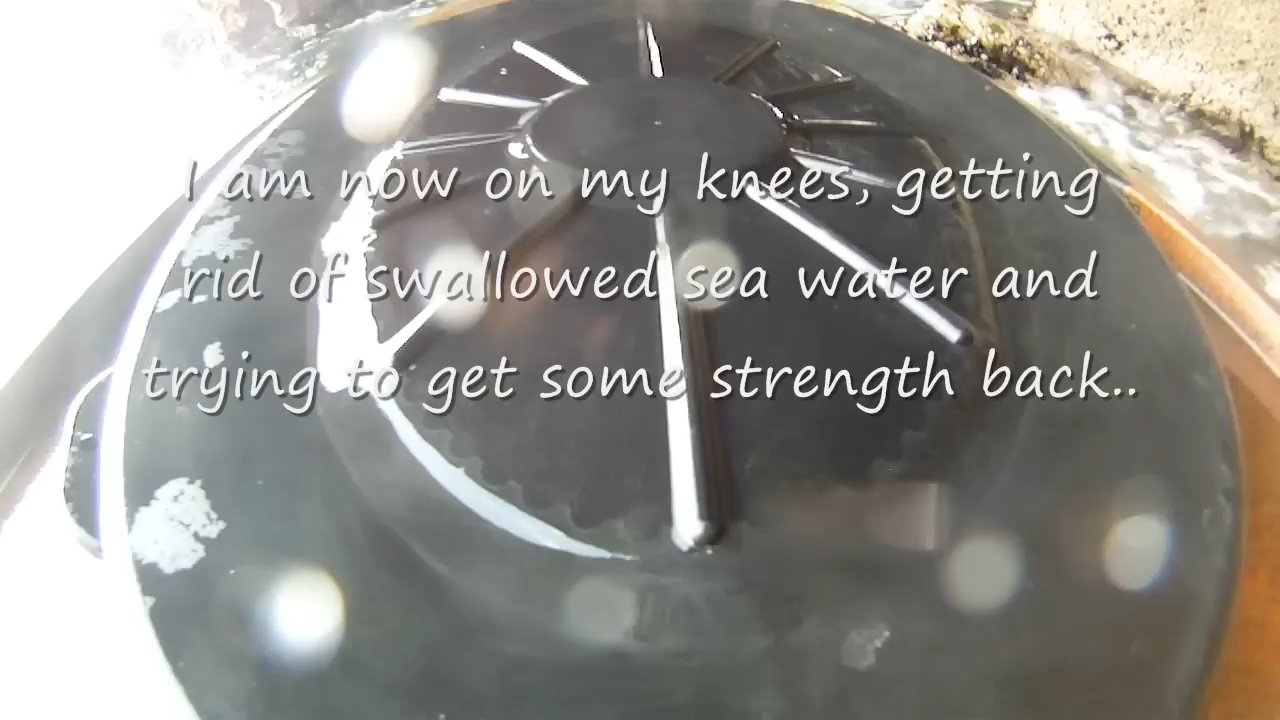 I am now on my knees, getting
rid of swallowed sea water and
trying to get some strength back..